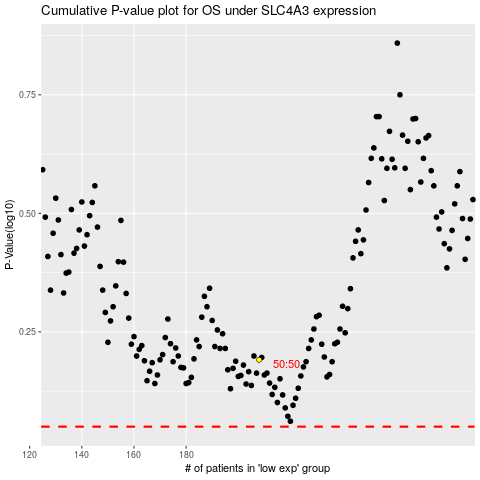 Cumulative P-value plot for OS under SLC4A3 expression
P-Value(log10)
0.75
0.50
0.25
50:50
120 140 160 180
# of patients in 'low exp' group